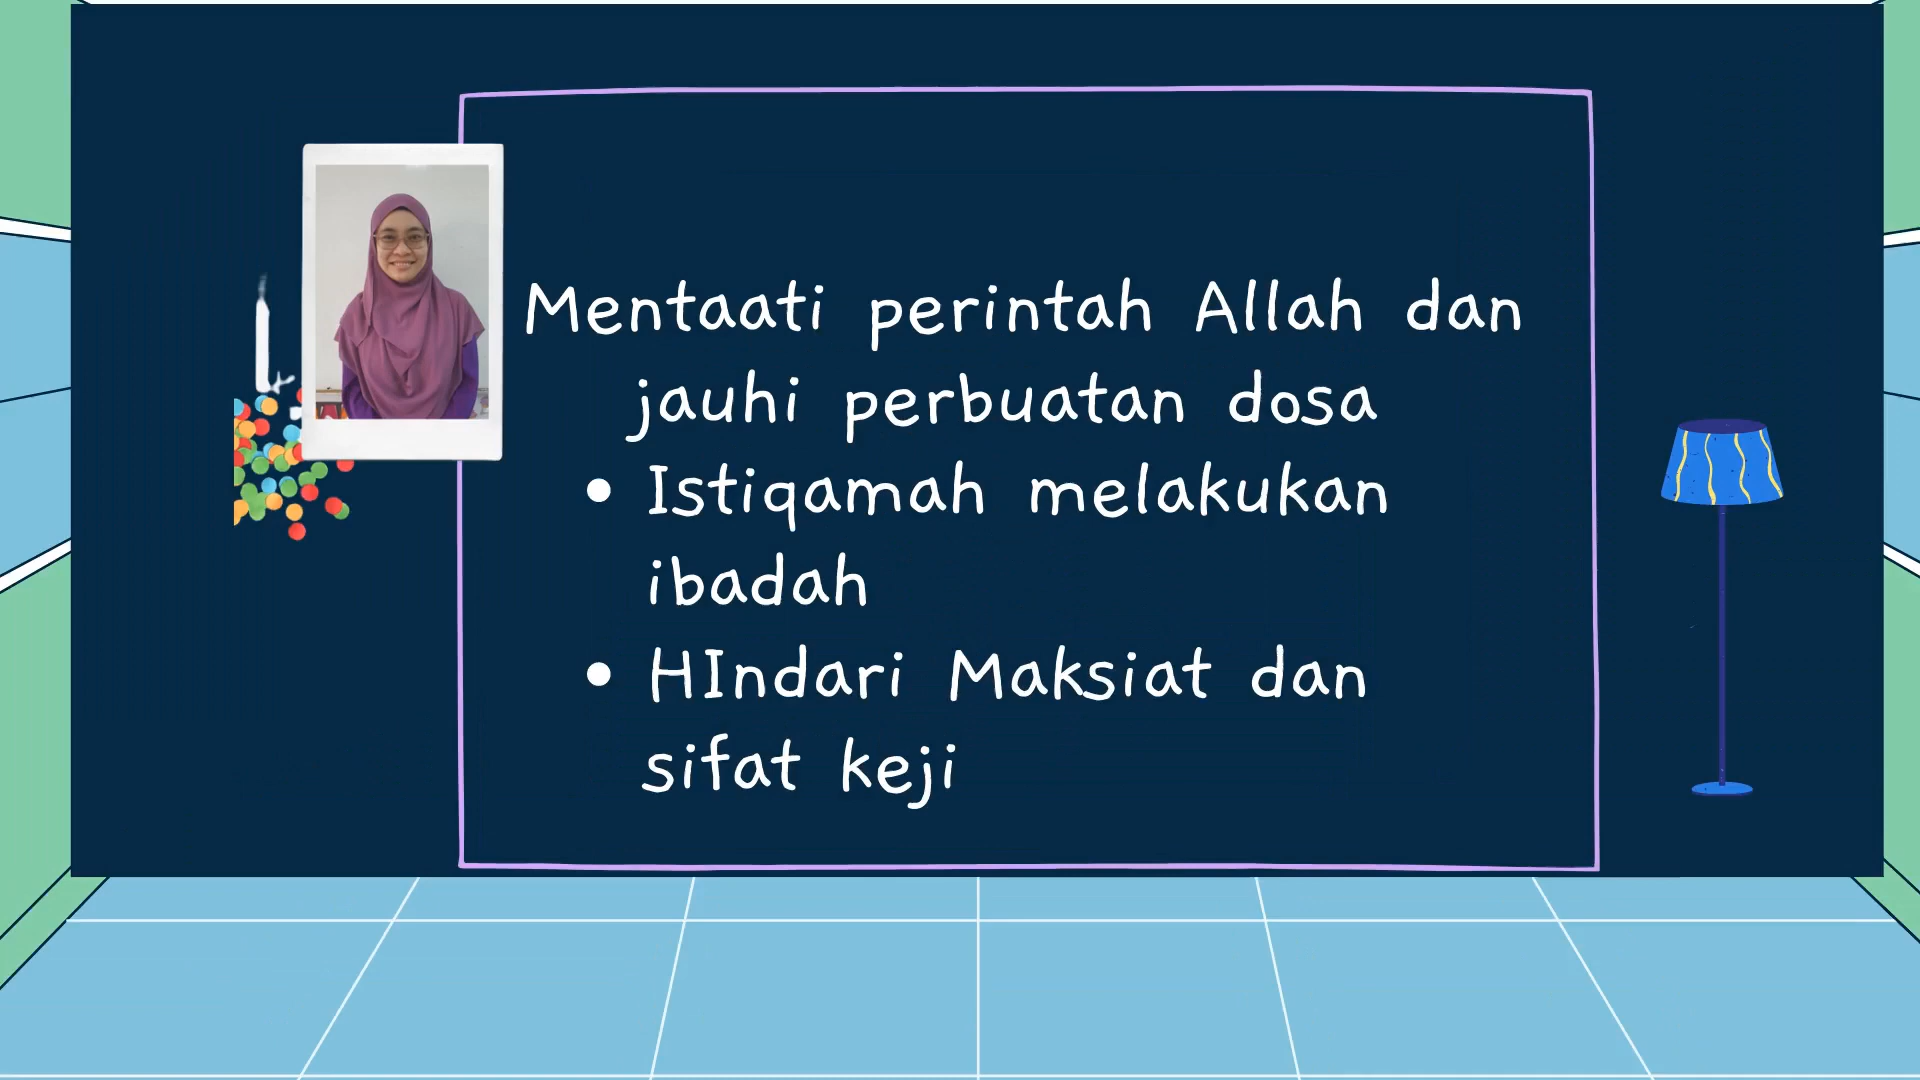 Mentaati perintah Allah dan
jauhi perbuatan dosa
• Istiqamah melakukan
ibadah
• HIndari Maksiat dan
sifat keji